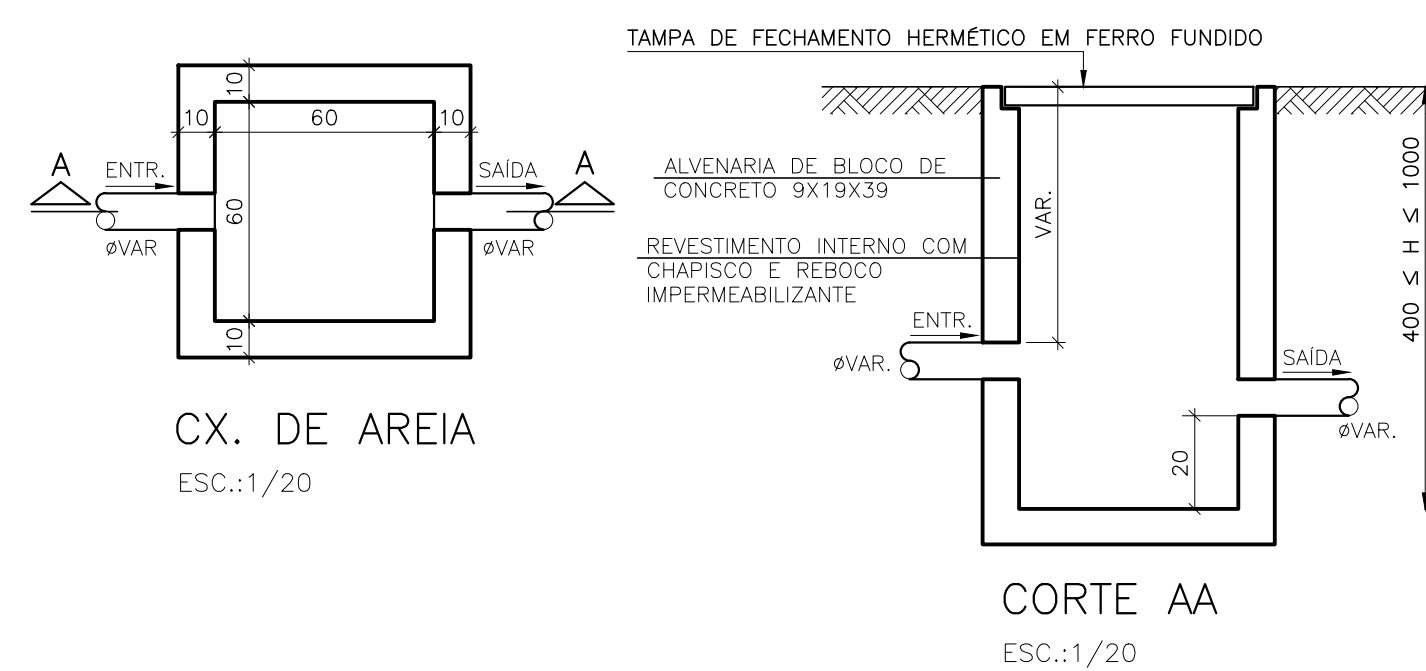 10
10 60 10
A
ENTR.
SAÍDA
A
60
øVAR
øVAR
10
CX. DE AREIA
ESC.:1/20
TAMPA DE FECHAMENTO HERMÉTICO EM FERRO FUNDIDO
ALVENARIA DE BLOCO DE
CONCRETO 9X19X39
REVESTIMENTO INTERNO COM
CHAPISCO E REBOCO
IMPERMEABILIZANTE
VAR.
400 ≤ H ≤ 1000
ENTR.
øVAR.
SAÍDA
øVAR.
20
CORTE AA
ESC.:1/20